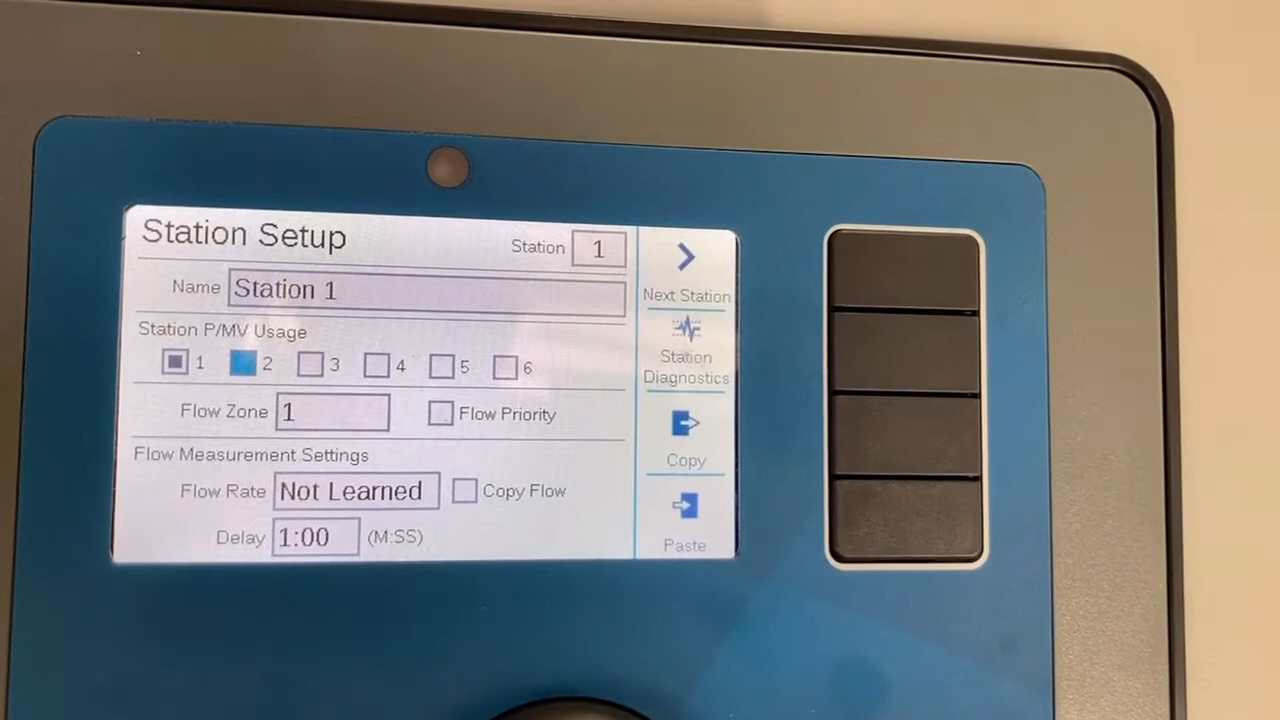 Station Setup
Station 1
Name Station 1
Station P/MV Usage
1 2 3 4 5 6
Flow Zone 1
Flow Priority
Flow Measurement Settings
Flow Rate Not Learned
Copy Flow
Delay 1:00 (M:SS)
Next Station
Station
Diagnostics
Copy
Paste